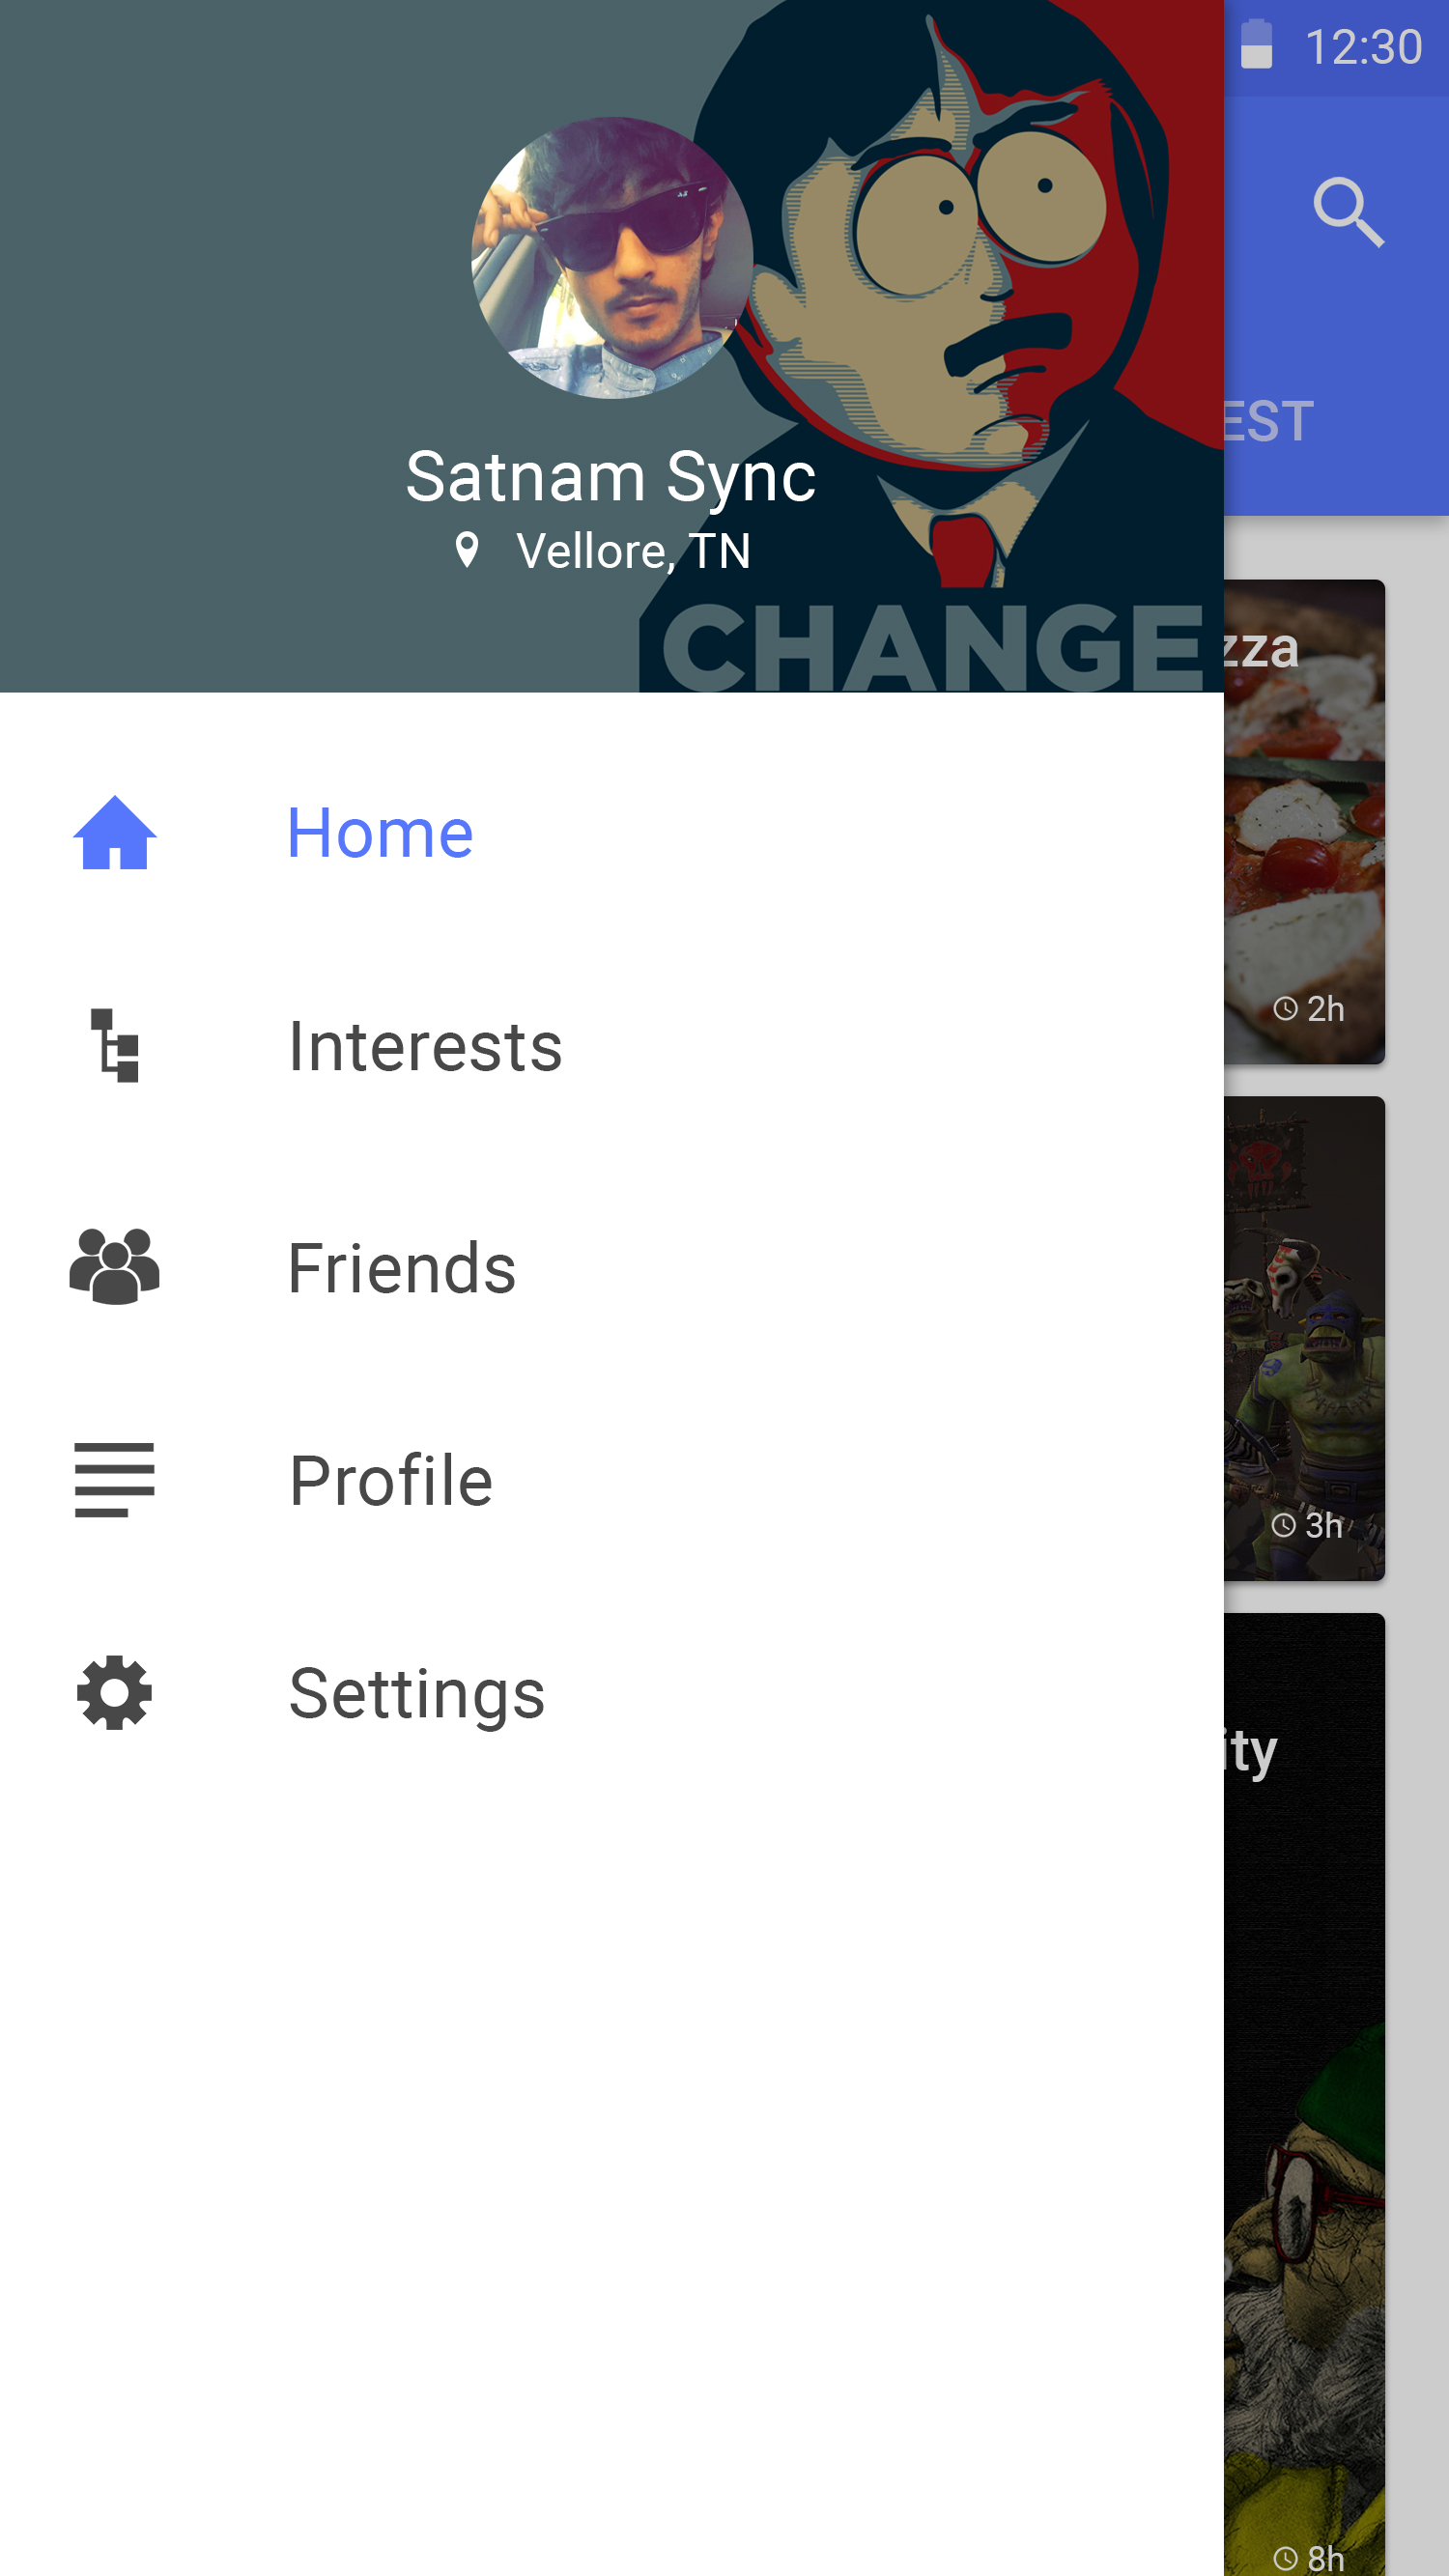 12:30
EST
Satnam Sync
Vellore, TN
CHANGE
zza
Home
2h
Interests
Friends
Profile
3h
Settings
ity
8h